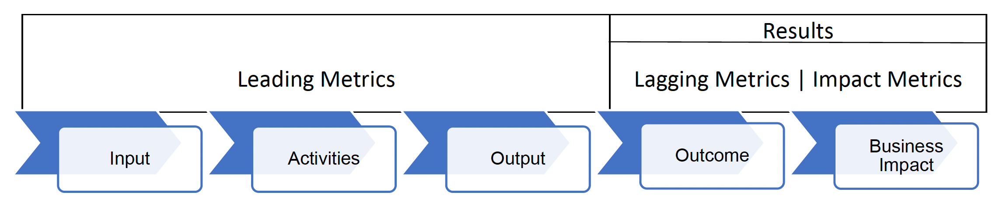 Results
Leading Metrics
Lagging Metrics | Impact Metrics
Input
Activities
Output
Outcome
Business
Impact